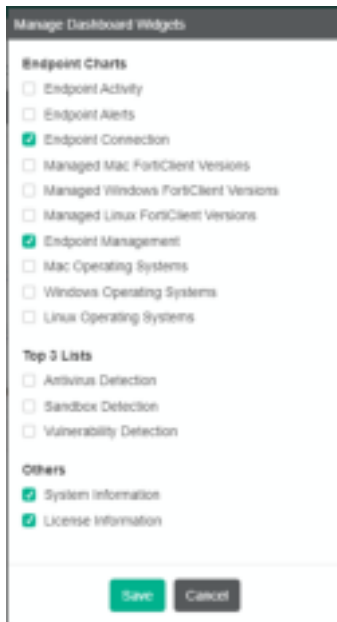 Manage Dashboard Widgets
Endpoint Charts
Endpoint Activity
Endpoint Alerts
Endpoint Connection
Managed Mac FortiClient Versions
Managed Windows FortiClient Versions
Managed Linux FortiClient Versions
Endpoint Management
Mac Operating Systems
Windows Operating Systems
Linux Operating Systems
Top 3 Lists
Antivirus Detection
Sandbox Detection
Vulnerability Detection
Others
System Information
License Information
Save Cancel